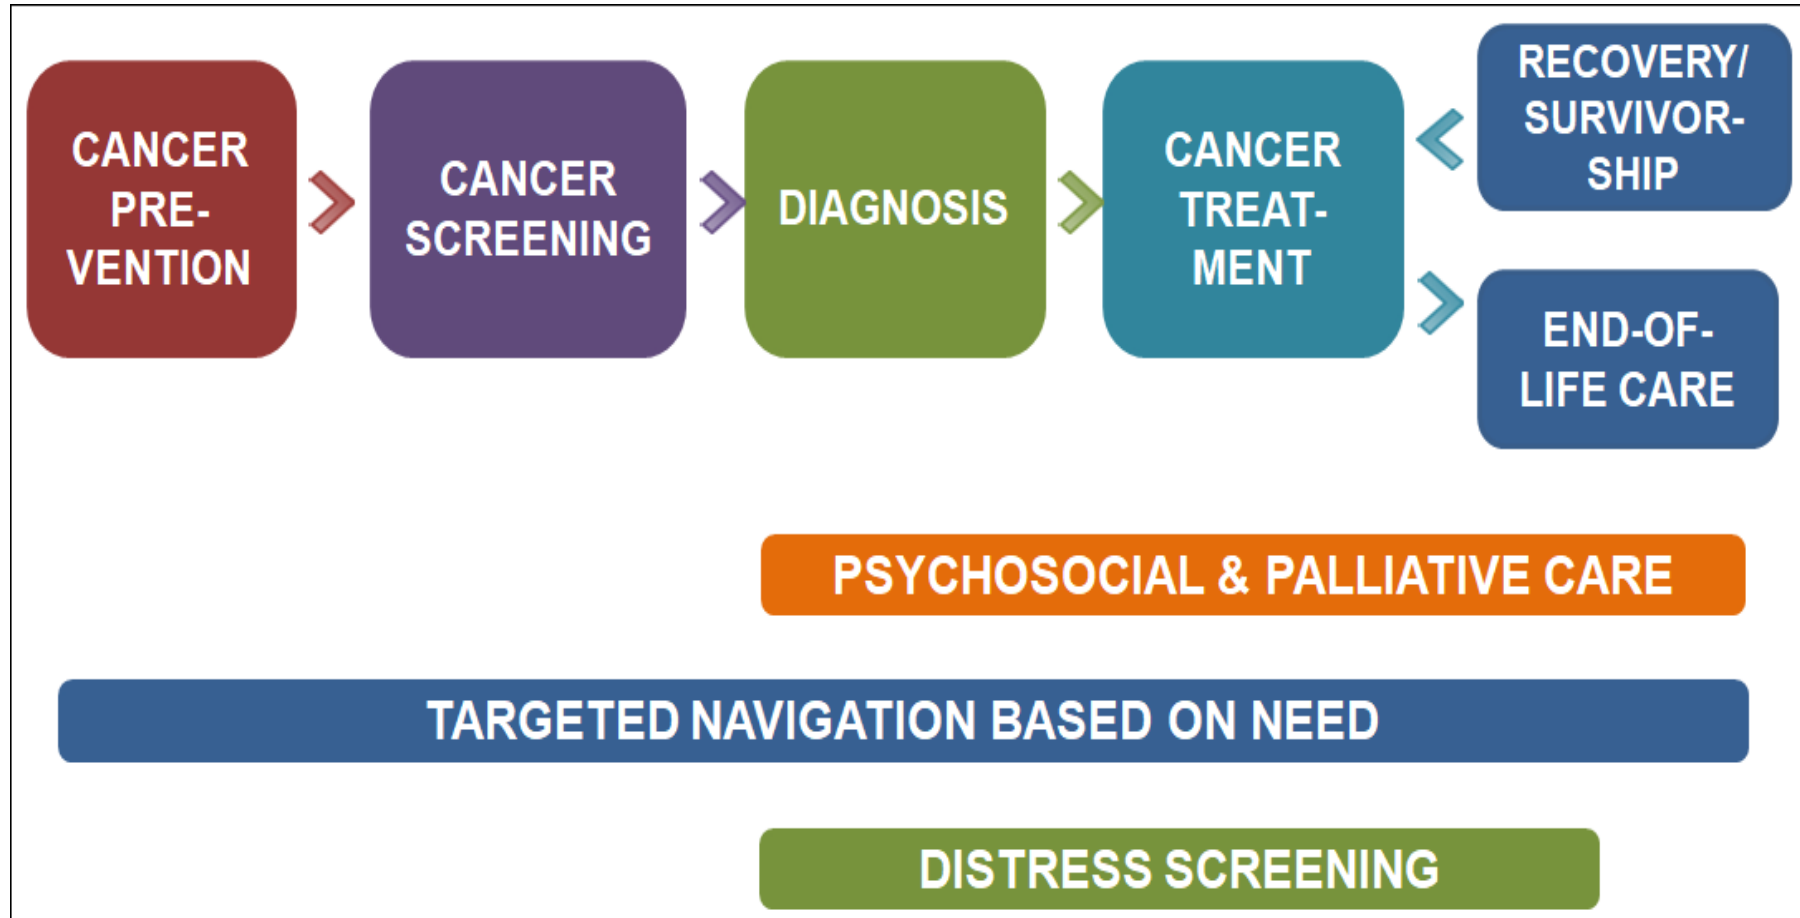 CANCER
PRE-
VENTION
CANCER
SCREENING
DIAGNOSIS
CANCER
TREAT-
MENT
RECOVERY/
SURVIVOR-
SHIP
END-OF-
LIFE CARE
PSYCHOSOCIAL & PALLIATIVE CARE
TARGETED NAVIGATION BASED ON NEED
DISTRESS SCREENING